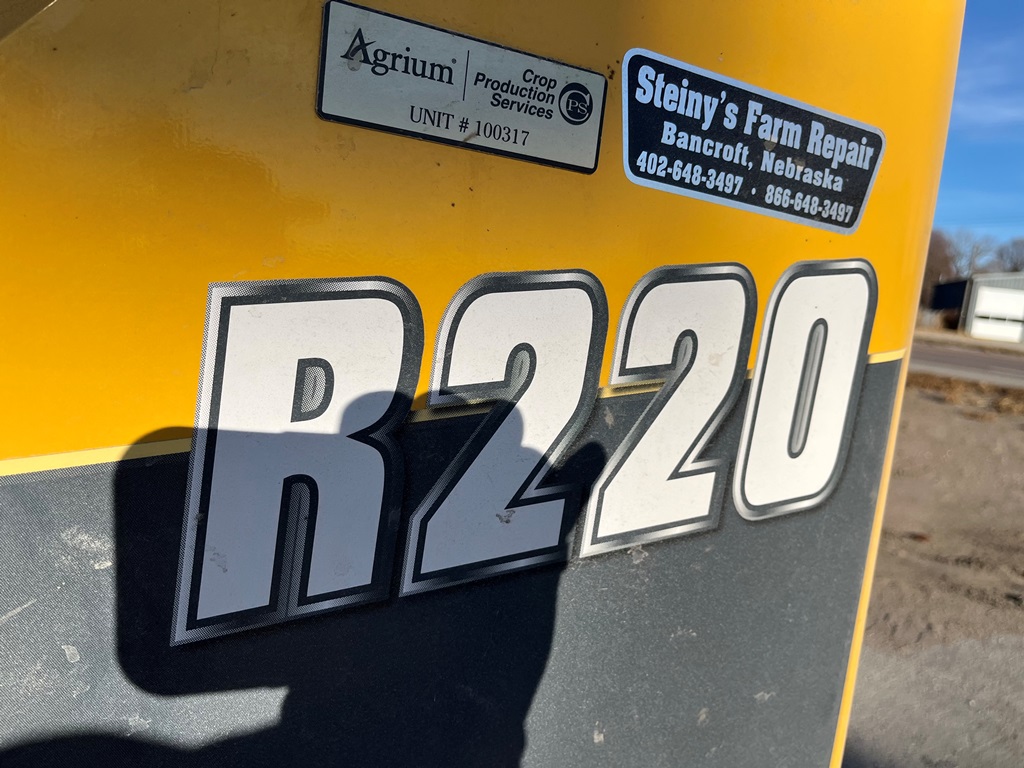 Agrium®
Crop
Production
Services
CPS
UNIT # 100317
Steiny's Farm Repair
Bancroft, Nebraska
402-648-3497 • 866-648-3497
R220